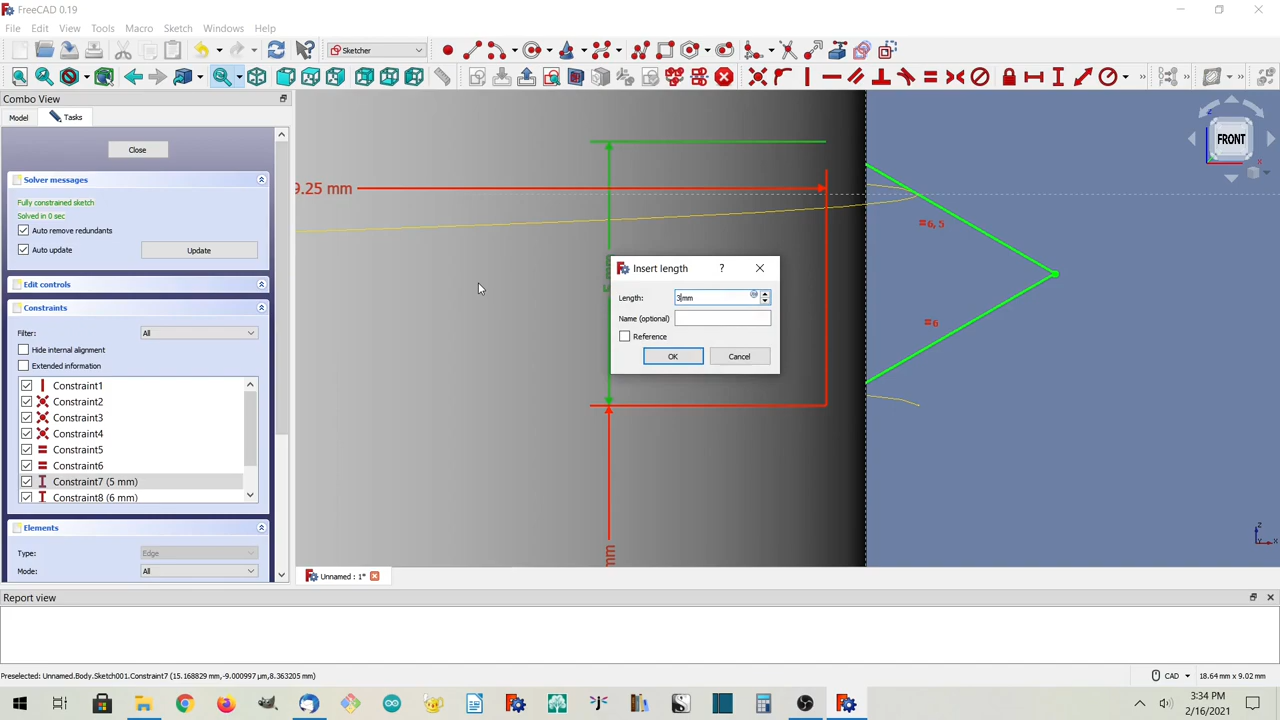 FreeCAD 0.19
File Edit View Tools Macro Sketch Windows Help
Sketcher
Combo View
Model Tasks
Close
Solver messages
Fully constrained sketch
Solved in 0 sec
Auto remove redundants
Auto update Update
Edit controls
Constraints
Filter: All
Hide internal alignment
Extended information
Constraint1
Constraint2
Constraint3
Constraint4
Constraint5
Constraint6
Constraint7 (5 mm)
Constraint8 (6 mm)
Elements
Type: Edge
Mode: All
9.25 mm
mm
6, 5
6
FRONT
Insert length ?
Length: 3 mm
Name (optional)
Reference
OK Cancel
Unnamed : 1*
Report view
Preselected: Unnamed.Body.Sketch001.Constraint7 (15.168829 mm,-9.000997 µm,8.363205 mm)
CAD 18.64 mm x 9.02 mm
3:34 PM
2/16/2021